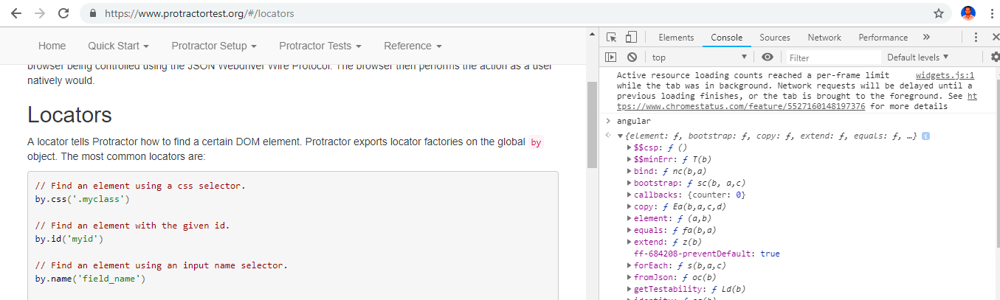 https://www.protractortest.org/#/locators
Home Quick Start Protractor Setup Protractor Tests Reference
browser being controlled using the JSON Webdriver Wire Protocol. The browser then performs the action as a user
natively would.
Locators
A locator tells Protractor how to find a certain DOM element. Protractor exports locator factories on the global by
object. The most common locators are:
// Find an element using a css selector.
by.css('.myclass')
// Find an element with the given id.
by.id('myid')
// Find an element using an input name selector.
by.name('field_name')
Elements Console Sources Network Performance »
top Filter Default levels
Active resource loading counts reached a per-frame limit widgets.js:1
while the tab was in background. Network requests will be delayed until a
previous loading finishes, or the tab is brought to the foreground. See ht
tps://www.chromestatus.com/feature/5527160148197376 for more details
> angular
{element: ƒ, bootstrap: ƒ, copy: ƒ, extend: ƒ, equals: ƒ, …} i
$$csp: ƒ ()
$$minErr: ƒ T(b)
bind: ƒ nc(b,a)
bootstrap: ƒ sc(b, a,c)
callbacks: {counter: 0}
copy: ƒ Ea(b,a,c,d)
element: ƒ (a,b)
equals: ƒ fa(b,a)
extend: ƒ z(b)
ff-684208-preventDefault: true
forEach: ƒ s(b,a,c)
fromJson: ƒ oc(b)
getTestability: ƒ Ld(b)